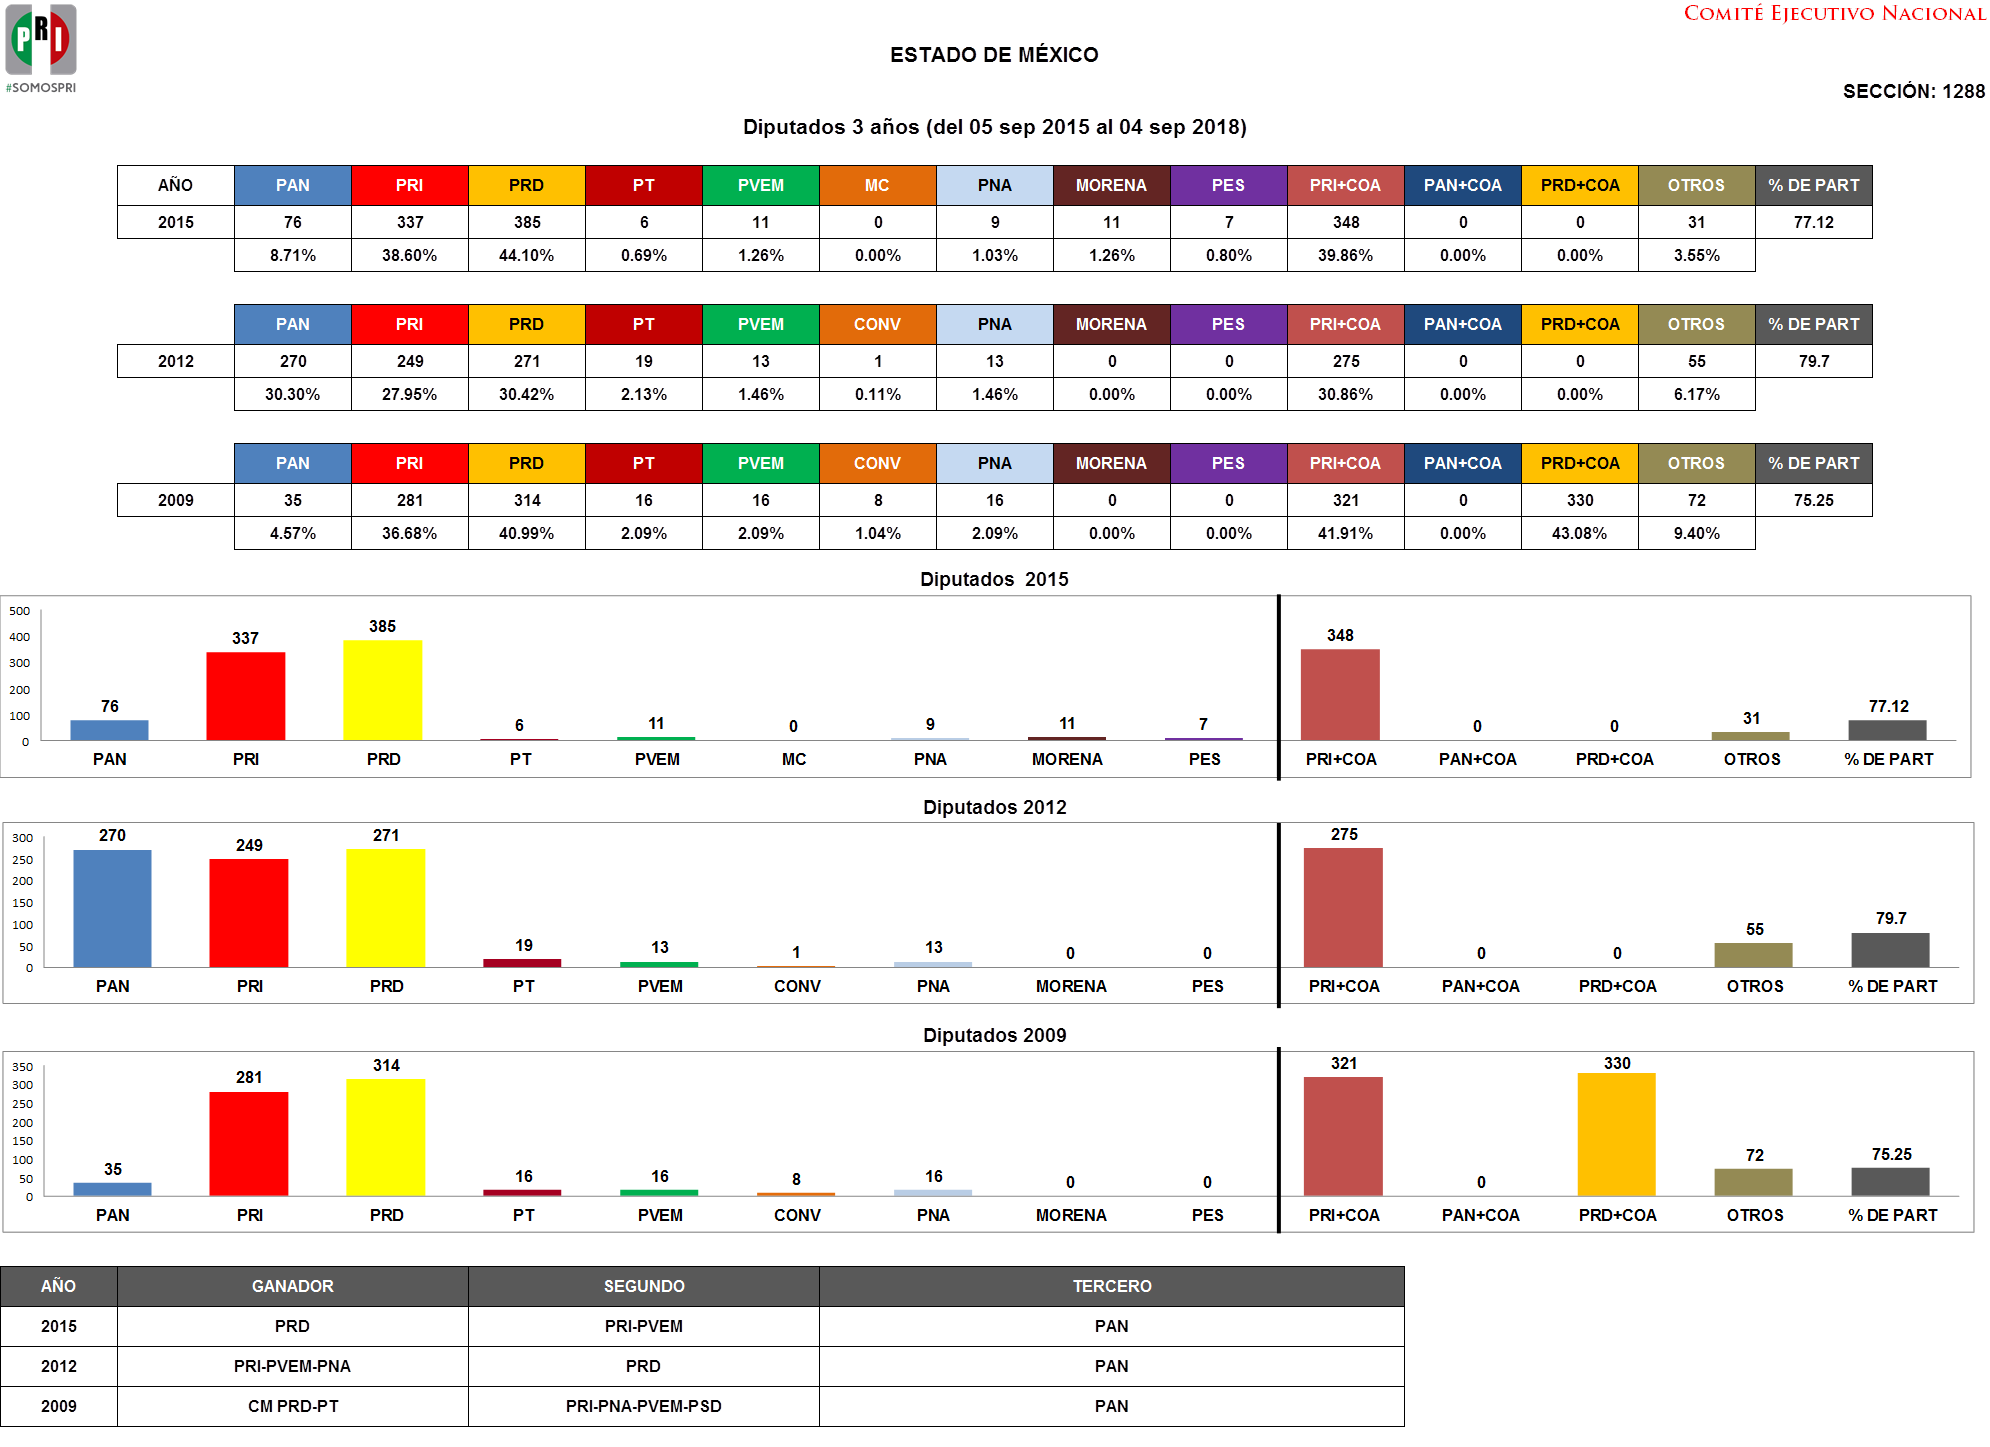 PRI
#SOMOSPRI
COMITÉ EJECUTIVO NACIONAL
ESTADO DE MÉXICO
SECCIÓN: 1288
Diputados 3 años (del 05 sep 2015 al 04 sep 2018)
AÑO PAN PRI PRD PT PVEM MC PNA MORENA PES PRI+COA PAN+COA PRD+COA OTROS % DE PART
2015 76 337 385 6 11 0 9 11 7 348 0 0 31 77.12
8.71% 38.60% 44.10% 0.69% 1.26% 0.00% 1.03% 1.26% 0.80% 39.86% 0.00% 0.00% 3.55%
PAN PRI PRD PT PVEM CONV PNA MORENA PES PRI+COA PAN+COA PRD+COA OTROS % DE PART
2012 270 249 271 19 13 1 13 0 0 275 0 0 55 79.7
30.30% 27.95% 30.42% 2.13% 1.46% 0.11% 1.46% 0.00% 0.00% 30.86% 0.00% 0.00% 6.17%
PAN PRI PRD PT PVEM CONV PNA MORENA PES PRI+COA PAN+COA PRD+COA OTROS % DE PART
2009 35 281 314 16 16 8 16 0 0 321 0 330 72 75.25
4.57% 36.68% 40.99% 2.09% 2.09% 1.04% 2.09% 0.00% 0.00% 41.91% 0.00% 43.08% 9.40%
Diputados 2015
500
400
300
200
100
0
76 337 385 6 11 0 9 11 7 348 0 0 31 77.12
PAN PRI PRD PT PVEM MC PNA MORENA PES PRI+COA PAN+COA PRD+COA OTROS % DE PART
Diputados 2012
300
250
200
150
100
50
0
270 249 271 19 13 1 13 0 0 275 0 0 55 79.7
PAN PRI PRD PT PVEM CONV PNA MORENA PES PRI+COA PAN+COA PRD+COA OTROS % DE PART
Diputados 2009
350
300
250
200
150
100
50
0
35 281 314 16 16 8 16 0 0 321 0 330 72 75.25
PAN PRI PRD PT PVEM CONV PNA MORENA PES PRI+COA PAN+COA PRD+COA OTROS % DE PART
AÑO GANADOR SEGUNDO TERCERO
2015 PRD PRI-PVEM PAN
2012 PRI-PVEM-PNA PRD PAN
2009 CM PRD-PT PRI-PNA-PVEM-PSD PAN